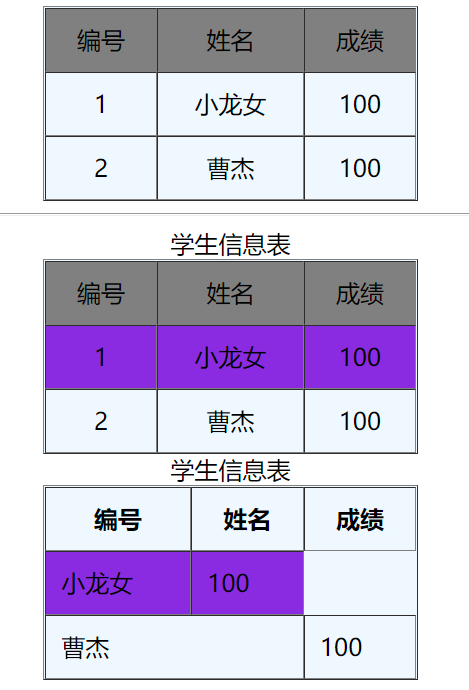 编号 姓名 成绩
1 小龙女 100
2 曹杰 100
学生信息表
编号 姓名 成绩
1 小龙女 100
2 曹杰 100
学生信息表
编号 姓名 成绩
小龙女 100
曹杰 100